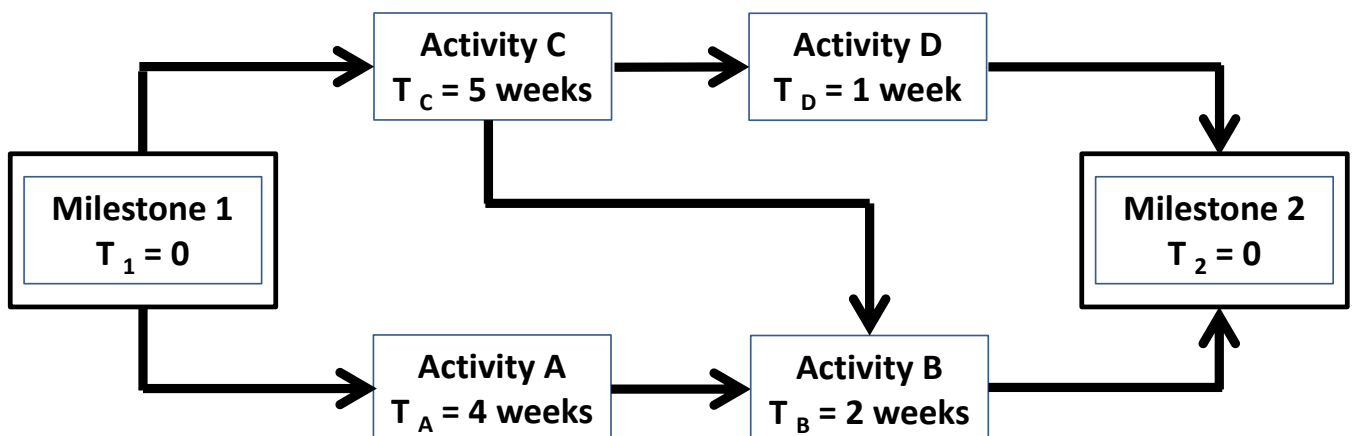 Activity C
T C = 5 weeks
Activity D
T D = 1 week
Milestone 1
T 1 = 0
Milestone 2
T 2 = 0
Activity A
T A = 4 weeks
Activity B
T B = 2 weeks